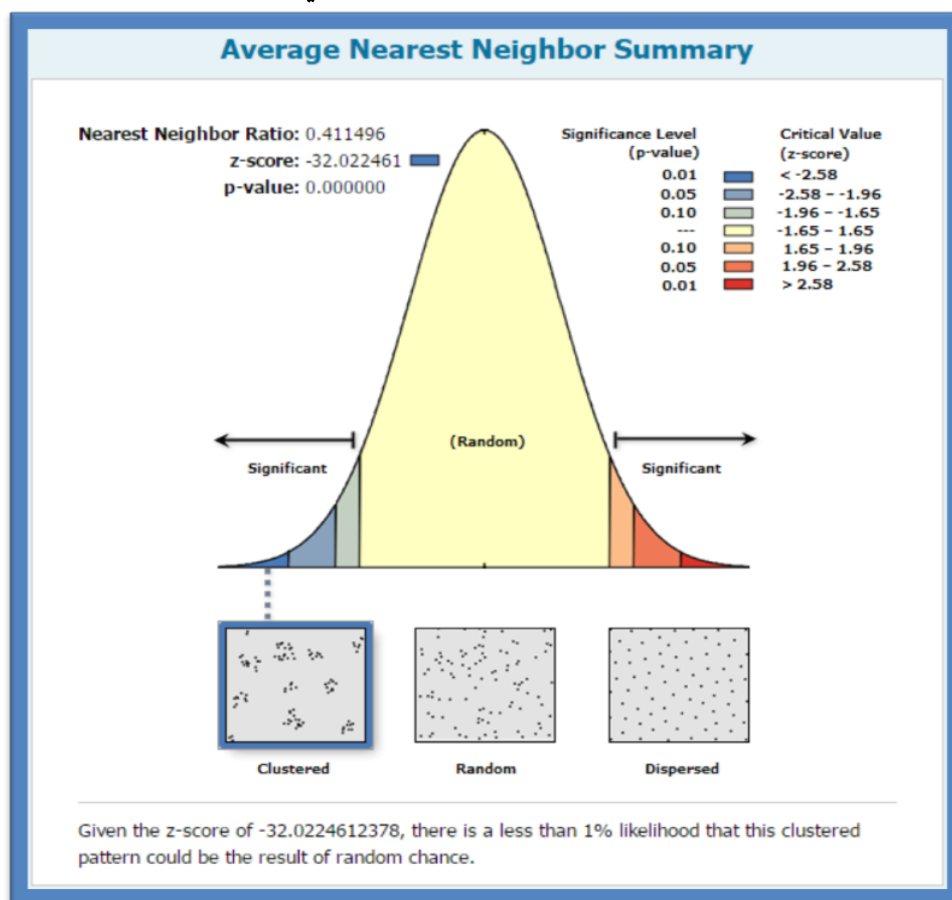 Average Nearest Neighbor Summary
Nearest Neighbor Ratio: 0.411496
z-score: -32.022461
p-value: 0.000000
Significance Level (p-value)
Critical Value (z-score)
0.01 < -2.58
0.05 -2.58 – -1.96
0.10 -1.96 – -1.65
--- -1.65 – 1.65
0.10 1.65 – 1.96
0.05 1.96 – 2.58
0.01 > 2.58
(Random)
Significant
Significant
Clustered
Random
Dispersed
Given the z-score of -32.0224612378, there is a less than 1% likelihood that this clustered
pattern could be the result of random chance.